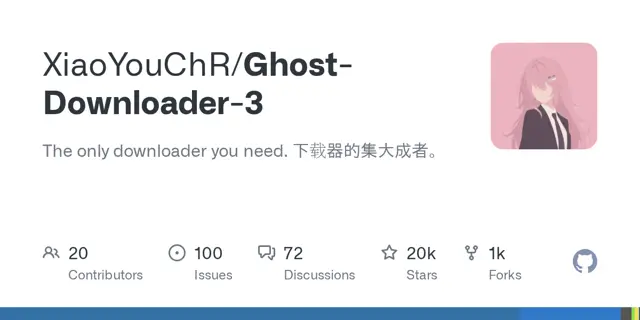 XiaoYouChR/Ghost-
Downloader-3
The only downloader you need. 下载器的集大成者。
20 100 72 20k 1k
Contributors Issues Discussions Stars Forks